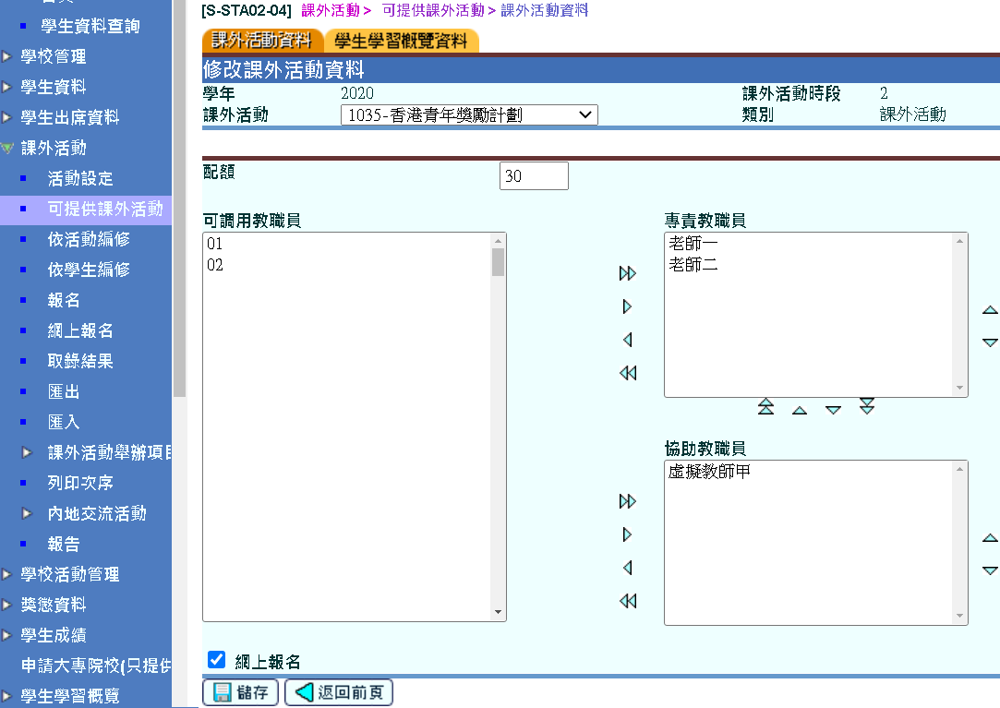 學生資料查詢
學校管理
學生資料
學生出席資料
課外活動
活動設定
可提供課外活動
依活動編修
依學生編修
報名
網上報名
取錄結果
匯出
匯入
課外活動舉辦項目
列印次序
內地交流活動
報告
學校活動管理
獎懲資料
學生成績
申請大專院校(只提供
學生學習概覽
[S-STA02-04] 課外活動 > 可提供課外活動 > 課外活動資料
課外活動資料 學生學習概覽資料
修改課外活動資料
學年 2020 課外活動時段 2
課外活動 1035-香港青年獎勵計劃 類別 課外活動
配額 30
可調用教職員
01
02
專責教職員
老師一
老師二
協助教職員
虛擬教師甲
網上報名
儲存 返回前頁